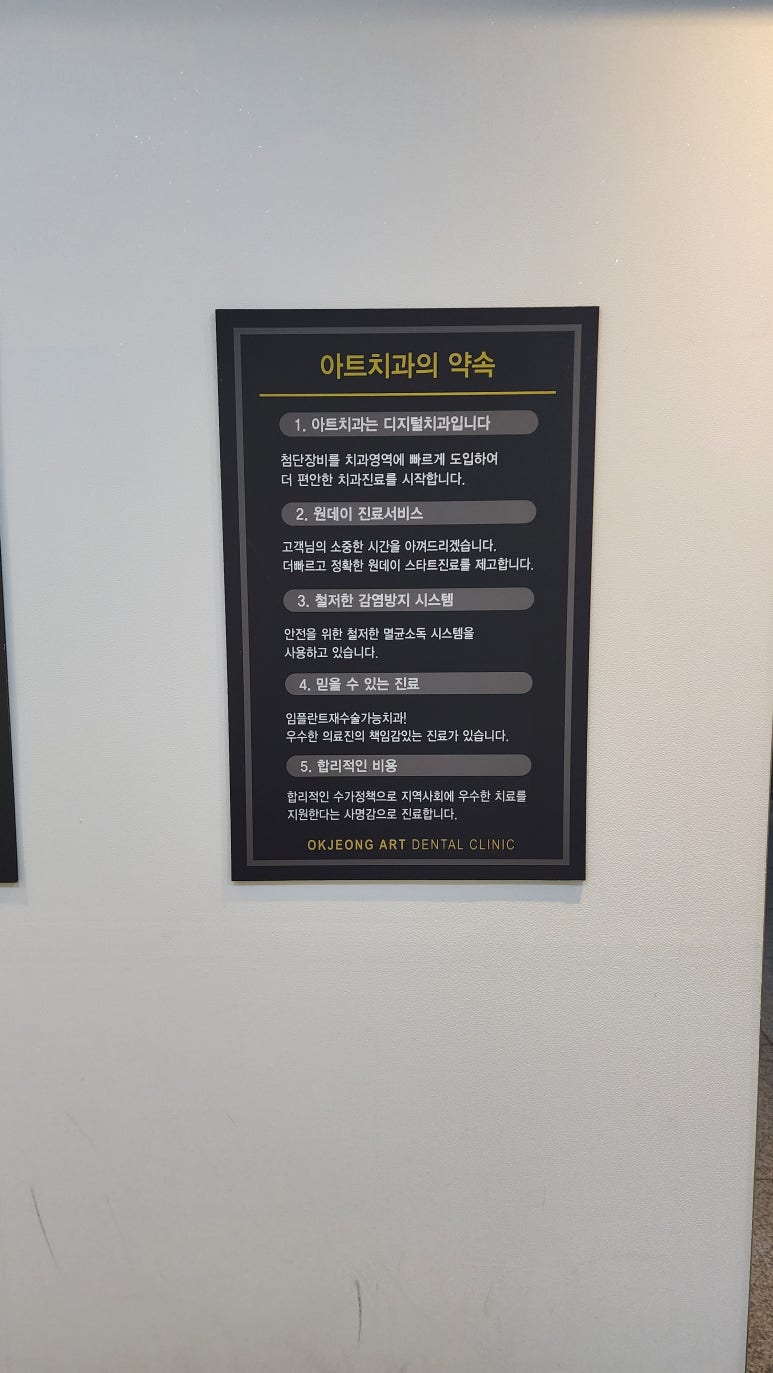 아트치과의 약속
1. 아트치과는 디지털치과입니다
첨단장비를 치과영역에 빠르게 도입하여
더 편안한 치과진료를 시작합니다.
2. 원데이 진료서비스
고객님의 소중한 시간을 아껴드리겠습니다.
더빠르고 정확한 원데이 스타트진료를 제고합니다.
3. 철저한 감염방지 시스템
안전을 위한 철저한 멸균소독 시스템을
사용하고 있습니다.
4. 믿을 수 있는 진료
임플란트재수술가능치과!
우수한 의료진의 책임감있는 진료가 있습니다.
5. 합리적인 비용
합리적인 수가정책으로 지역사회에 우수한 치료를
지원한다는 사명감으로 진료합니다.
OKJEONG ART DENTAL CLINIC